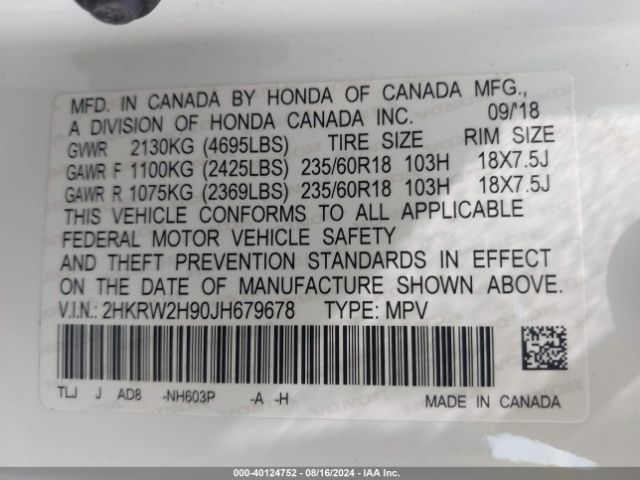 MFD. IN CANADA BY HONDA OF CANADA MFG.,
A DIVISION OF HONDA CANADA INC. 09/'18
GVWR 2130KG (4695LBS) TIRE SIZE RIM SIZE
GAWR F 1100KG (2425LBS) 235/60R18 103H 18X7.5J
GAWR R 1075KG (2369LBS) 235/60R18 103H 18X7.5J
THIS VEHICLE CONFORMS TO ALL APPLICABLE
FEDERAL MOTOR VEHICLE SAFETY
AND THEFT PREVENTION STANDARDS IN EFFECT
ON THE DATE OF MANUFACTURE SHOWN ABOVE.
V.I.N.: 2HKRW2H90JH679678 TYPE: MPV
TLJ J AD8 -NH603P -A -H
MADE IN CANADA
000-40124752 - 08/16/2024 - IAA Inc.